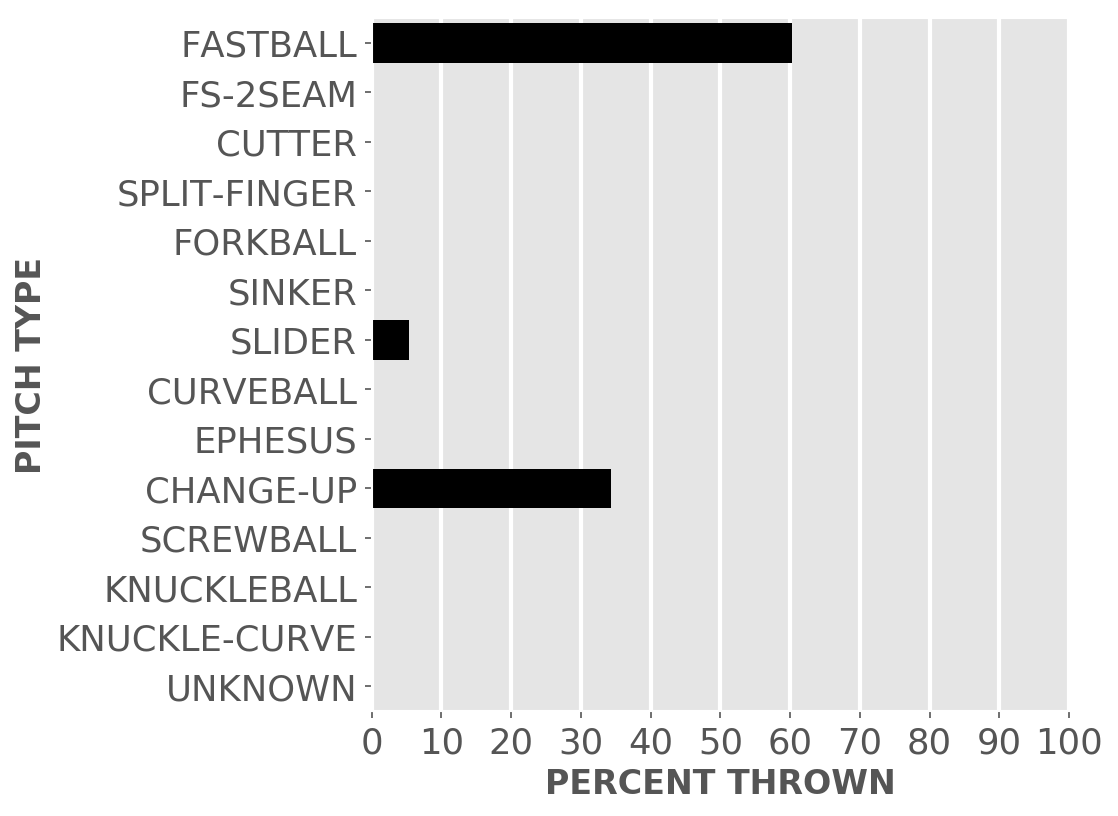 FASTBALL
FS-2SEAM
CUTTER
SPLIT-FINGER
FORKBALL
SINKER
SLIDER
CURVEBALL
EPHESUS
CHANGE-UP
SCREWBALL
KNUCKLEBALL
KNUCKLE-CURVE
UNKNOWN
PITCH TYPE
0 10 20 30 40 50 60 70 80 90 100
PERCENT THROWN